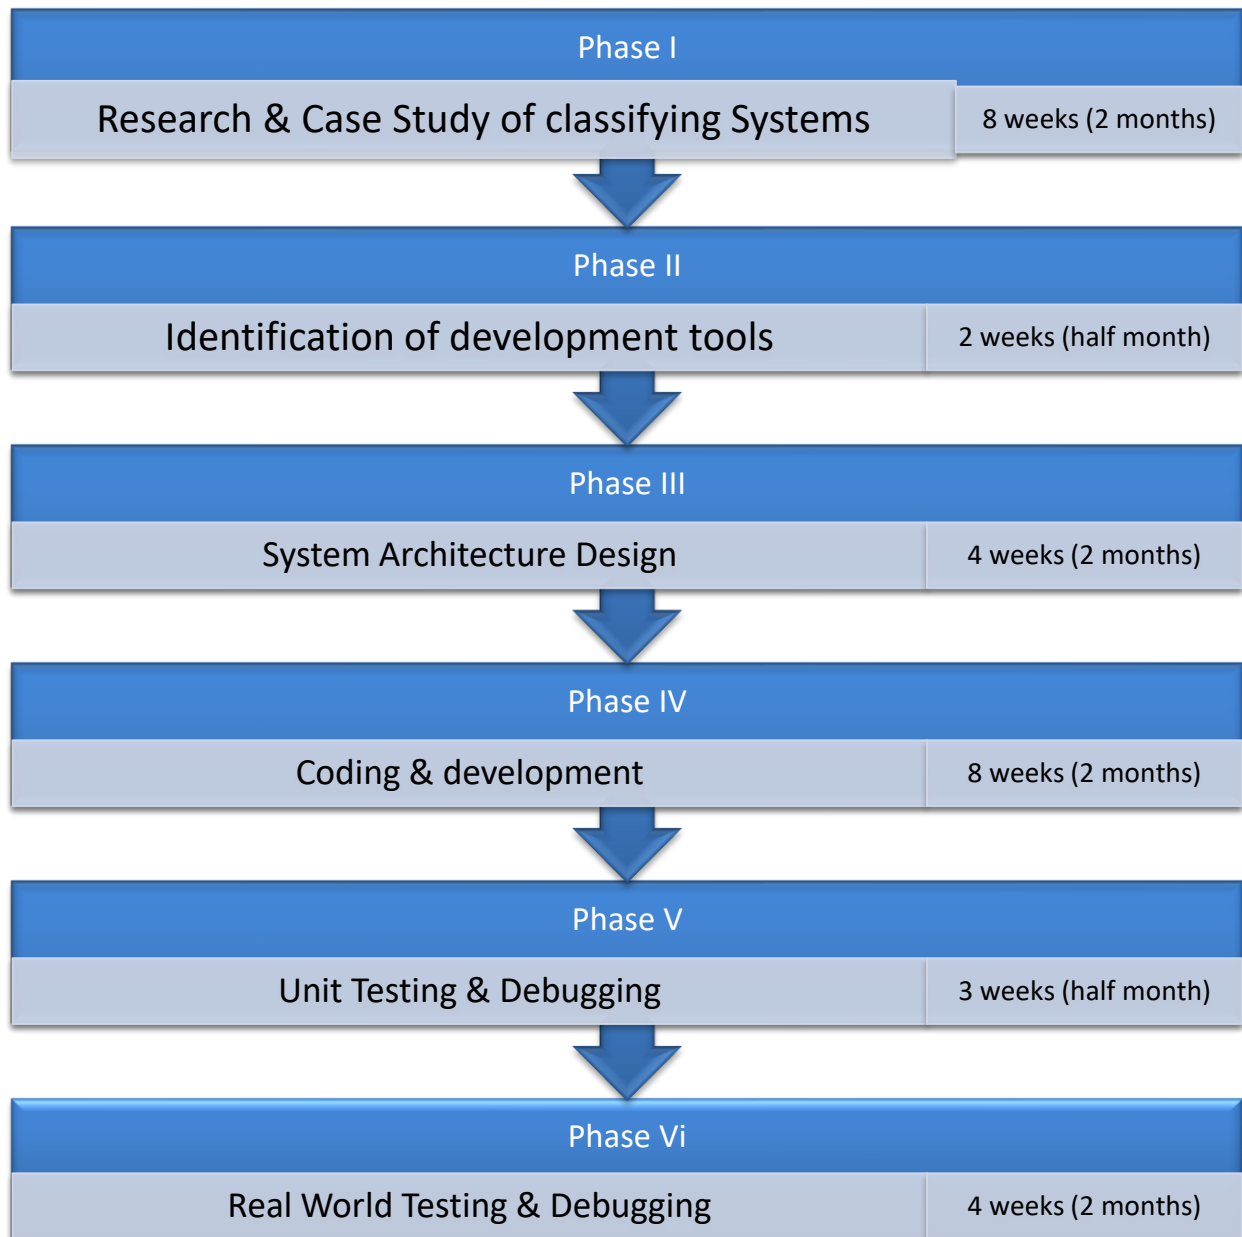 Phase I
Research & Case Study of classifying Systems
8 weeks (2 months)
Phase II
Identification of development tools
2 weeks (half month)
Phase III
System Architecture Design
4 weeks (2 months)
Phase IV
Coding & development
8 weeks (2 months)
Phase V
Unit Testing & Debugging
3 weeks (half month)
Phase Vi
Real World Testing & Debugging
4 weeks (2 months)